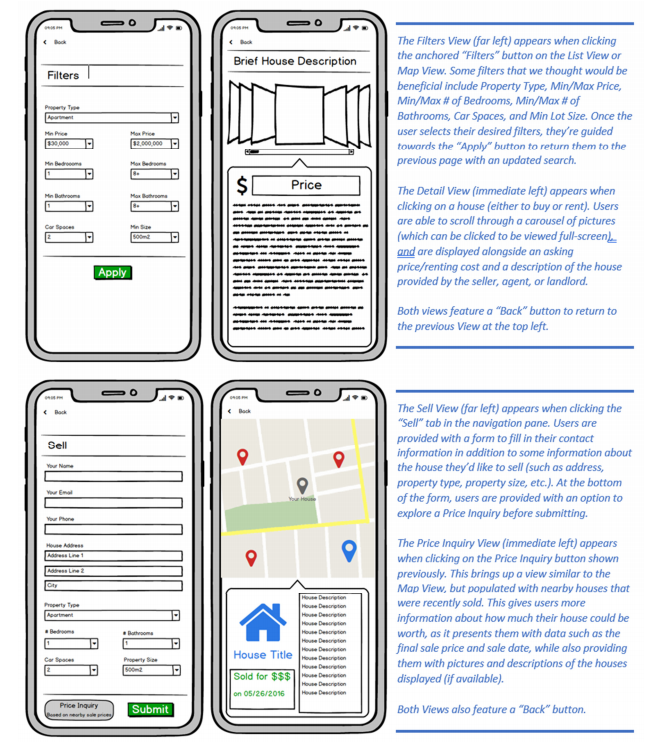 09:05 PM
Back
Filters
Property Type
Apartment
Min Price
Max Price
$30,000
$2,000,000
Min Bedrooms
Max Bedrooms
1
6+
Min Bathrooms
Max Bathrooms
1
6+
Car Spaces
Min Size
2
500m2
Apply
09:05 PM
Back
Brief House Description
$
Price
The Filters View (far left) appears when clicking
the anchored "Filters" button on the List View or
Map View. Some filters that we thought would be
beneficial include Property Type, Min/Max Price,
Min/Max # of Bedrooms, Min/Max # of
Bathrooms, Car Spaces, and Min Lot Size. Once the
user selects their desired filters, they're guided
towards the "Apply" button to return them to the
previous page with an updated search.
The Detail View (immediate left) appears when
clicking on a house (either to buy or rent). Users
are able to scroll through a carousel of pictures
(which can be clicked to be viewed full-screen),
and are displayed alongside an asking
price/renting cost and a description of the house
provided by the seller, agent, or landlord.
Both views feature a "Back" button to return to
the previous View at the top left.
09:05 PM
Back
Sell
Your Name
Your Email
Your Phone
House Address
Address Line 1
Address Line 2
City
Property Type
Apartment
# Bedrooms
# Bathrooms
1
1
Car Spaces
Property Size
2
500m2
Price Inquiry
Based on nearby sale prices
Submit
09:05 PM
Back
Your House
House Title
Sold for $$$
on 05/26/2016
House Description
House Description
House Description
House Description
House Description
House Description
House Description
House Description
House Description
House Description
House Description
House Description
The Sell View (far left) appears when clicking the
"Sell" tab in the navigation pane. Users are
provided with a form to fill in their contact
information in addition to some information about
the house they'd like to sell (such as address,
property type, property size, etc.). At the bottom
of the form, users are provided with an option to
explore a Price Inquiry before submitting.
The Price Inquiry View (immediate left) appears
when clicking on the Price Inquiry button shown
previously. This brings up a view similar to the
Map View, but populated with nearby houses that
were recently sold. This gives users more
information about how much their house could be
worth, as it presents them with data such as the
final sale price and sale date, while also providing
them with pictures and descriptions of the houses
displayed (if available).
Both Views also feature a "Back" button.